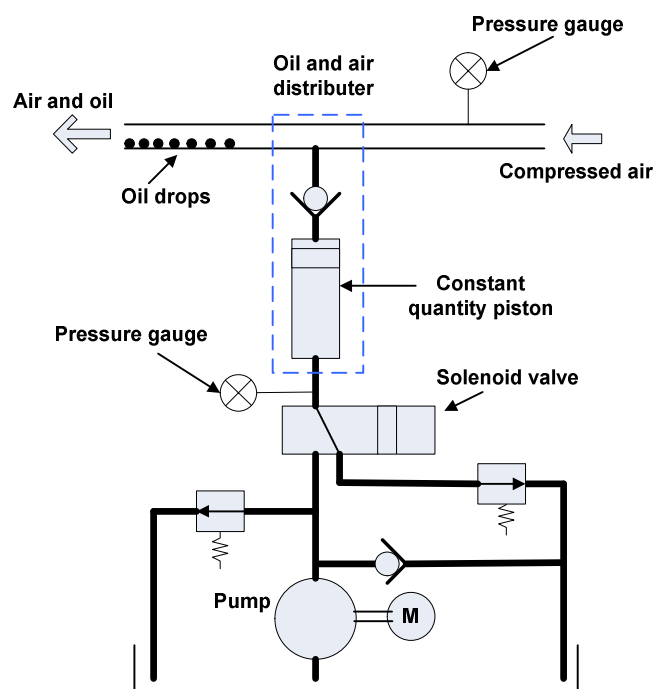 Pressure gauge
Oil and air
distributer
Air and oil
Compressed air
Oil drops
Constant
quantity piston
Pressure gauge
Solenoid valve
Pump
M